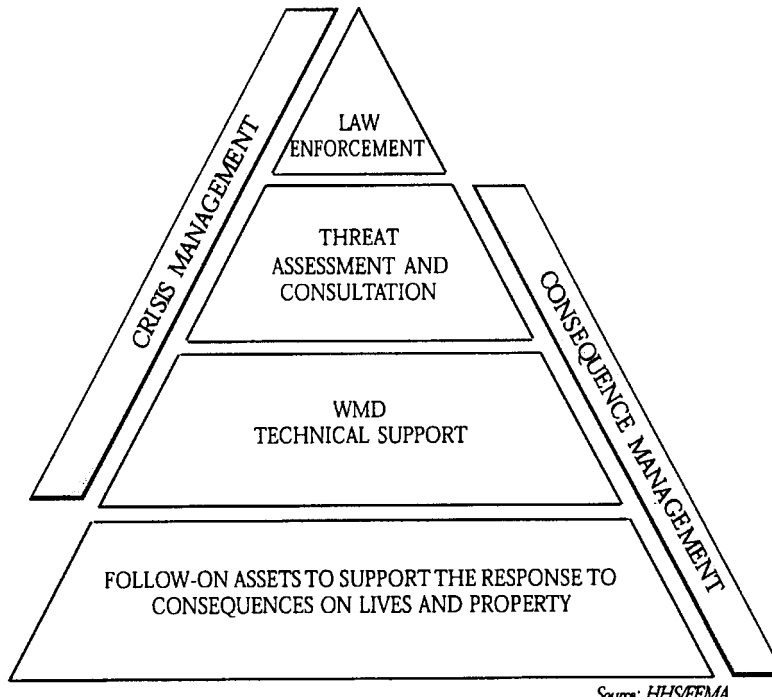 CRISIS MANAGEMENT
LAW
ENFORCEMENT
THREAT
ASSESSMENT AND
CONSULTATION
CONSEQUENCE MANAGEMENT
WMD
TECHNICAL SUPPORT
FOLLOW-ON ASSETS TO SUPPORT THE RESPONSE TO
CONSEQUENCES ON LIVES AND PROPERTY
Source: HHS/FEMA